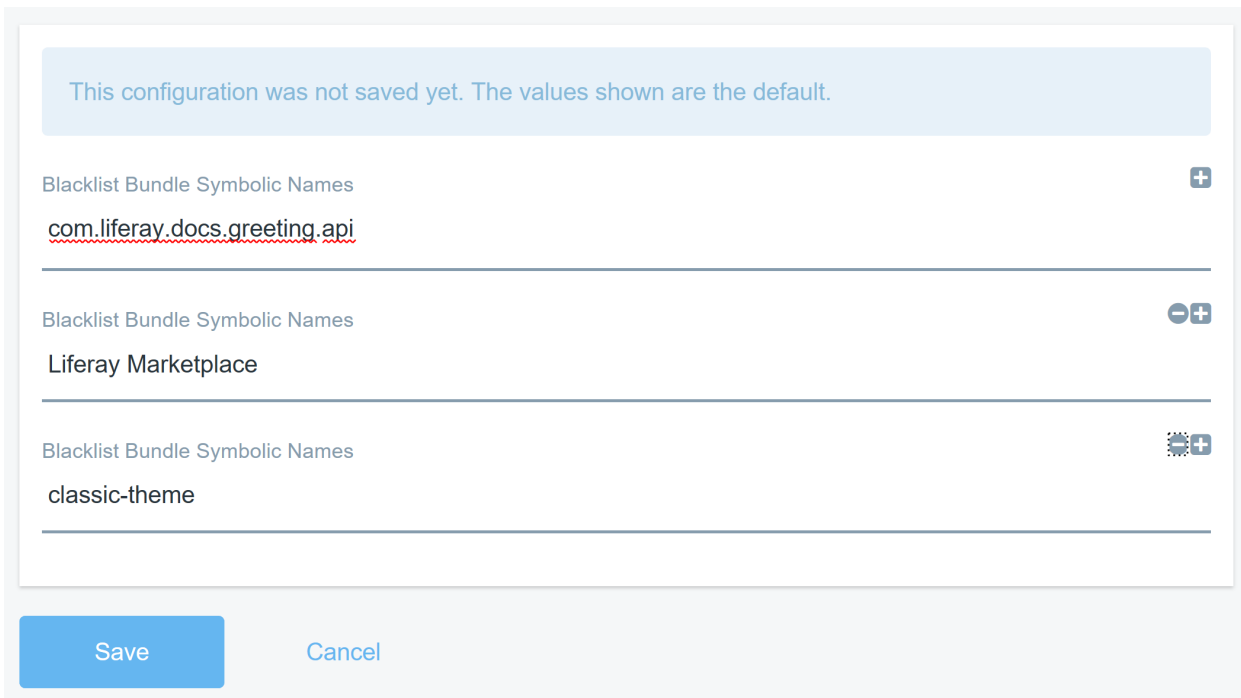 This configuration was not saved yet. The values shown are the default.
Blacklist Bundle Symbolic Names
com.liferay.docs.greeting.api
Blacklist Bundle Symbolic Names
Liferay Marketplace
Blacklist Bundle Symbolic Names
classic-theme
Save Cancel